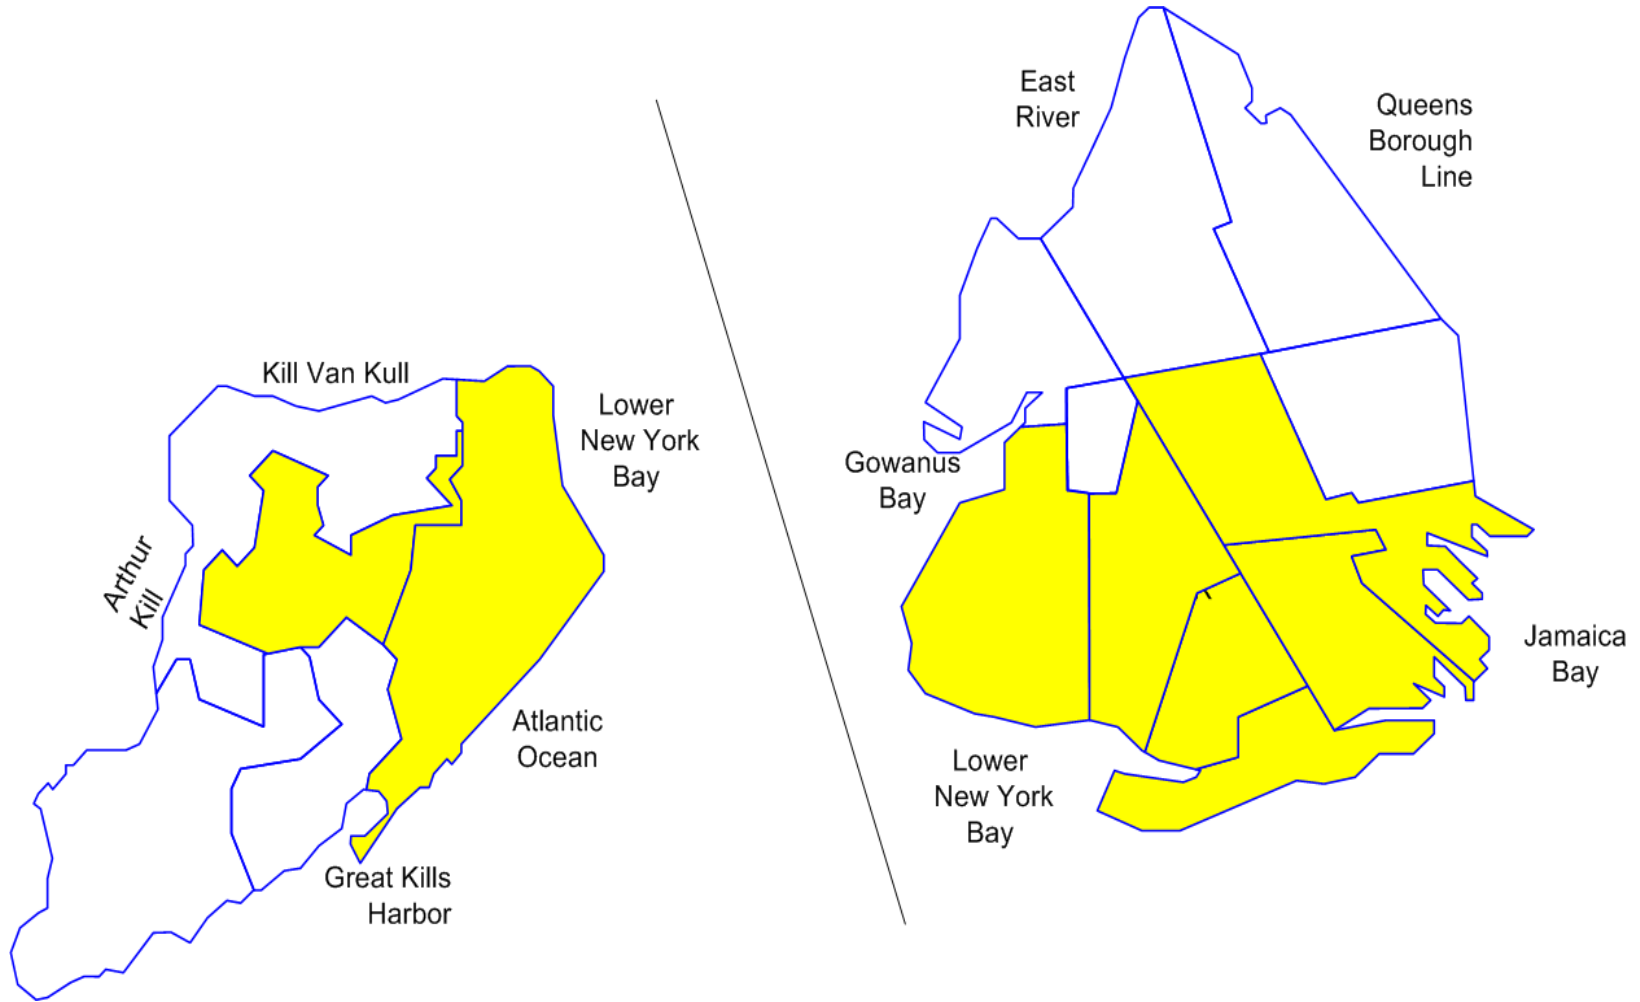 East
River
Queens
Borough
Line
Kill Van Kull
Lower
New York
Bay
Gowanus
Bay
Arthur
Kill
Jamaica
Bay
Atlantic
Ocean
Lower
New York
Bay
Great Kills
Harbor